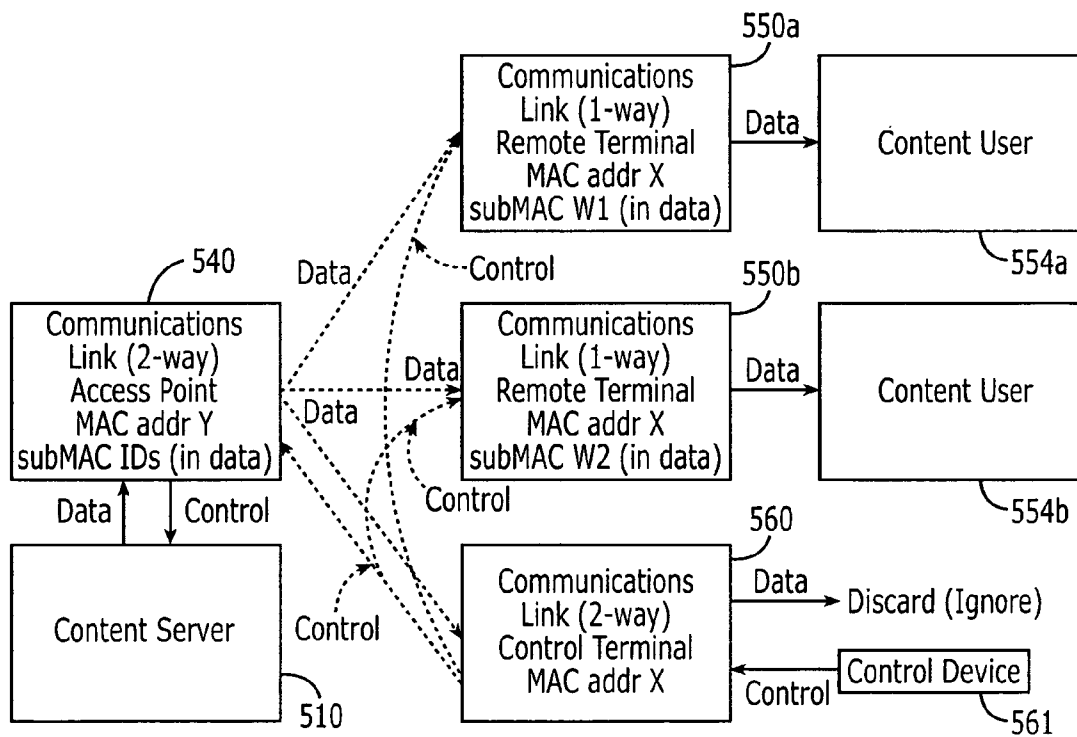 550a
Communications
Link (1-way)
Remote Terminal
MAC addr X
subMAC W1 (in data)
Data
Content User
554a
540
Data
Control
550b
Communications
Link (2-way)
Access Point
MAC addr Y
subMAC IDs (in data)
Data
Data
Communications
Link (1-way)
Remote Terminal
MAC addr X
subMAC W2 (in data)
Data
Content User
554b
Control
Data
Control
Content Server
510
Control
560
Communications
Link (2-way)
Control Terminal
MAC addr X
Data
Discard (Ignore)
Control
Control Device
561